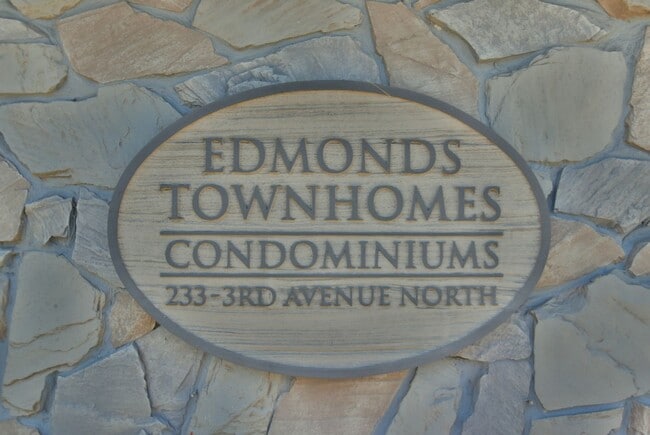 EDMONDS
TOWNHOMES
CONDOMINIUMS
233-3RD AVENUE NORTH